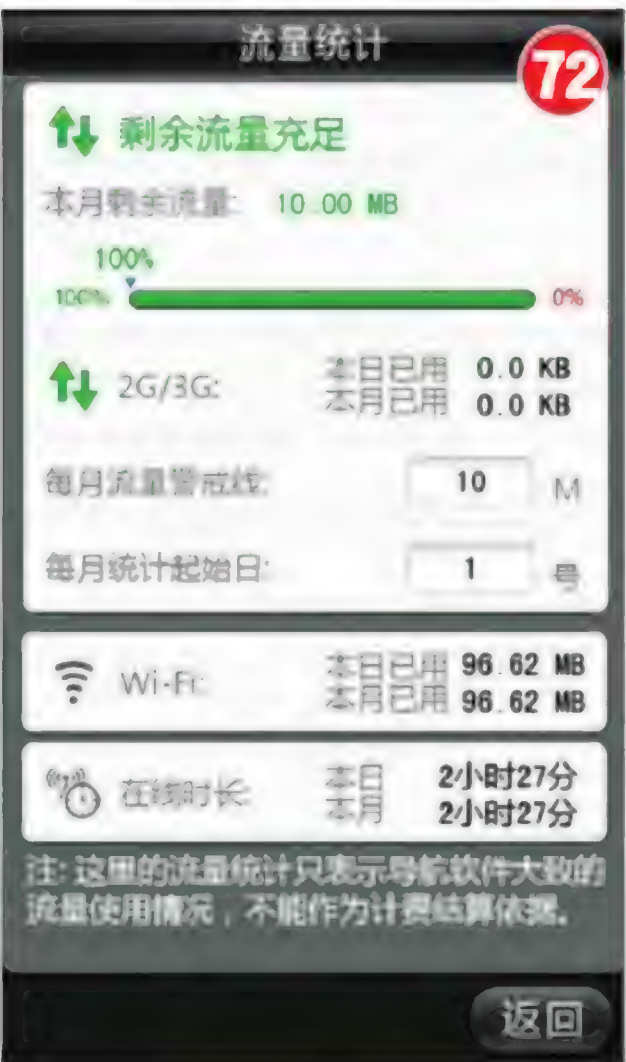 流量统计
72
剩余流量充足
本月剩余流量: 10.00 MB
100%
100% 0%
2G/3G: 本日已用 0.0 KB
本月已用 0.0 KB
每月流量警戒线: 10 M
每月统计起始日: 1 号
Wi-Fi: 本日已用 96.62 MB
本月已用 96.62 MB
在线时长: 本日 2小时27分
本月 2小时27分
注: 这里的流量统计只表示导航软件大致的
流量使用情况，不能作为计费结算依据。
返回